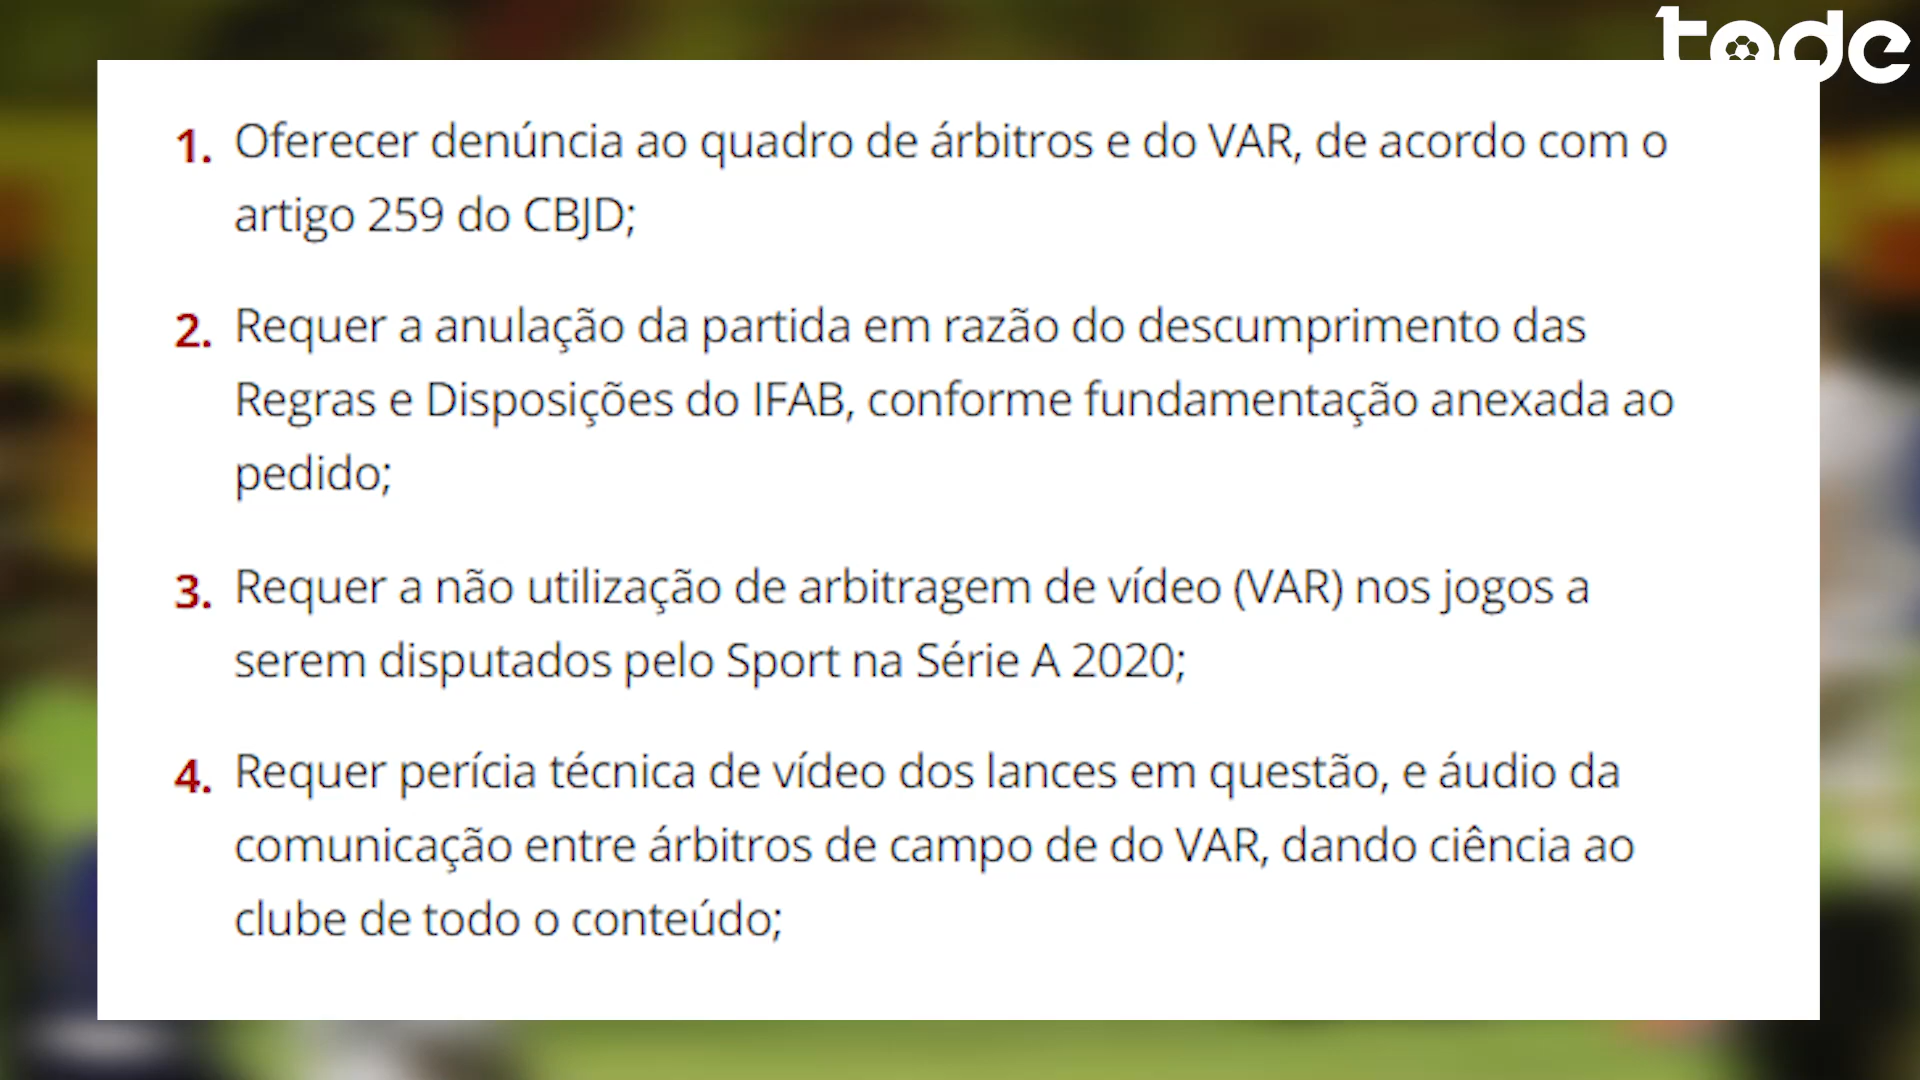 tode
1. Oferecer denúncia ao quadro de árbitros e do VAR, de acordo com o
artigo 259 do CBJD;
2. Requer a anulação da partida em razão do descumprimento das
Regras e Disposições do IFAB, conforme fundamentação anexada ao
pedido;
3. Requer a não utilização de arbitragem de vídeo (VAR) nos jogos a
serem disputados pelo Sport na Série A 2020;
4. Requer perícia técnica de vídeo dos lances em questão, e áudio da
comunicação entre árbitros de campo de do VAR, dando ciência ao
clube de todo o conteúdo;